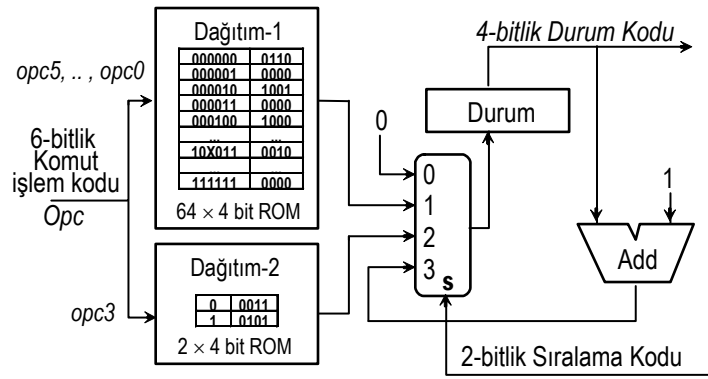 Dağıtım-1
000000 0110
000001 0000
000010 1001
000011 0000
000100 1000
... ...
10X011 0010
... ...
111111 0000
64 × 4 bit ROM
opc5, .. , opc0
6-bitlik
Komut
işlem kodu
Opc
opc3
Dağıtım-2
0 0011
1 0101
2 × 4 bit ROM
0
0
1
2
3
s
Durum
4-bitlik Durum Kodu
1
Add
2-bitlik Sıralama Kodu